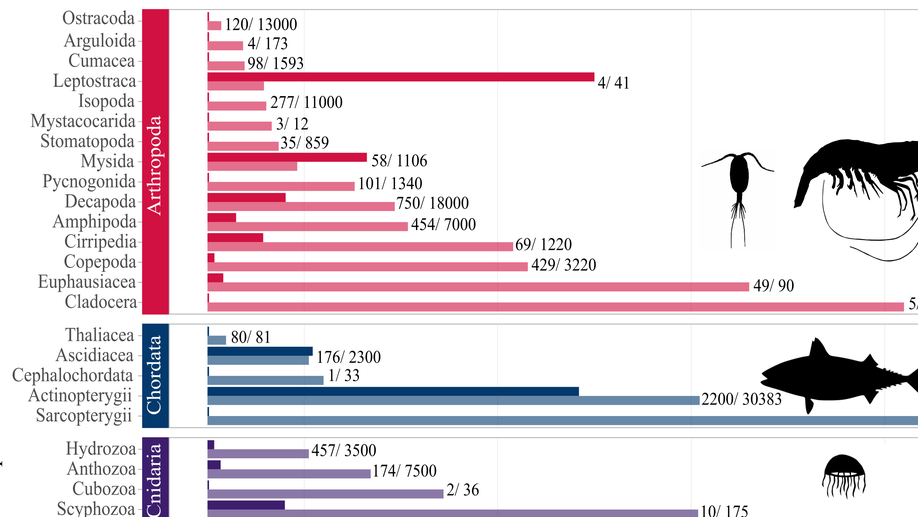 Ostracoda 120/ 13000
Arguloida 4/ 173
Cumacea 98/ 1593
Leptostraca 4/ 41
Isopoda 277/ 11000
Mystacocarida 3/ 12
Stomatopoda 35/ 859
Mysida 58/ 1106
Pycnogonida 101/ 1340
Decapoda 750/ 18000
Amphipoda 454/ 7000
Cirripedia 69/ 1220
Copepoda 429/ 3220
Euphausiacea 49/ 90
Cladocera
Arthropoda
Thaliacea 80/ 81
Ascidiacea 176/ 2300
Cephalochordata 1/ 33
Actinopterygii 2200/ 30383
Sarcopterygii
Chordata
Hydrozoa 457/ 3500
Anthozoa 174/ 7500
Cubozoa 2/ 36
Scyphozoa 10/ 175
Cnidaria